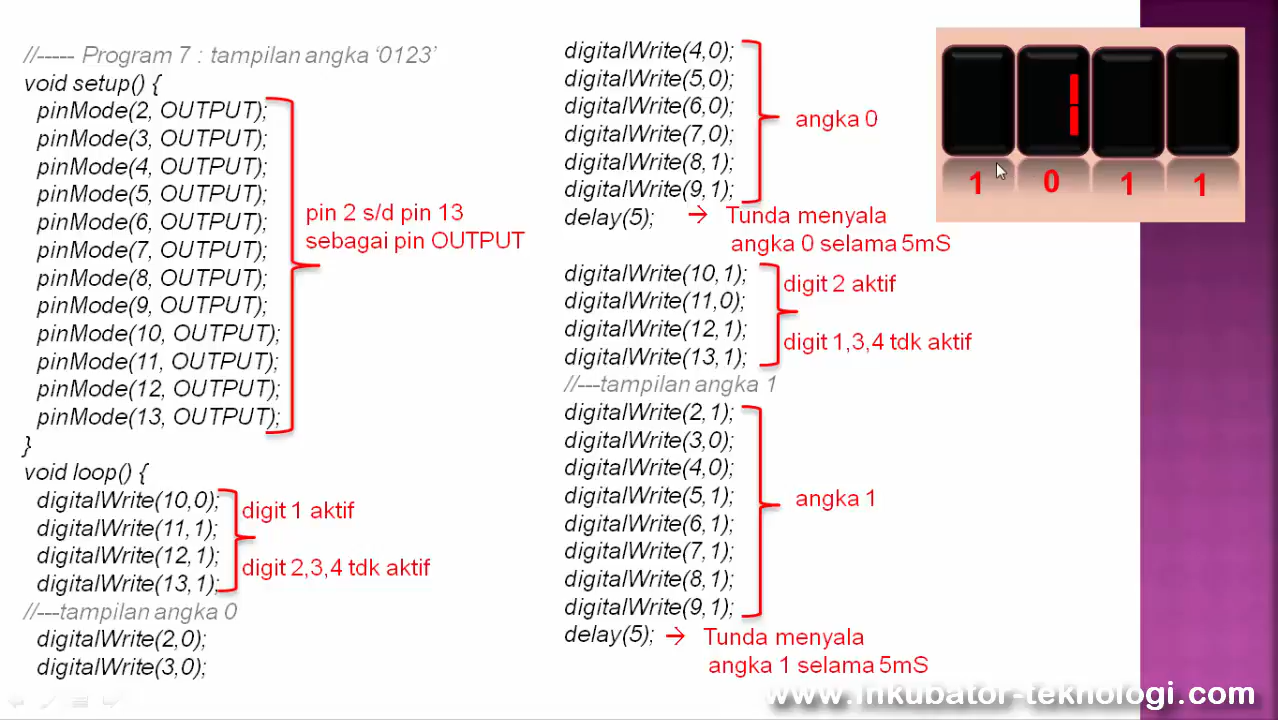 //----- Program 7 : tampilan angka ‘0123’
void setup() {
pinMode(2, OUTPUT);
pinMode(3, OUTPUT);
pinMode(4, OUTPUT);
pinMode(5, OUTPUT);
pinMode(6, OUTPUT);
pinMode(7, OUTPUT);
pinMode(8, OUTPUT);
pinMode(9, OUTPUT);
pinMode(10, OUTPUT);
pinMode(11, OUTPUT);
pinMode(12, OUTPUT);
pinMode(13, OUTPUT);
pin 2 s/d pin 13
sebagai pin OUTPUT
}
void loop() {
digitalWrite(10,0);
digitalWrite(11,1);
digitalWrite(12,1);
digitalWrite(13,1);
digit 1 aktif
digit 2,3,4 tdk aktif
//---tampilan angka 0
digitalWrite(2,0);
digitalWrite(3,0);
digitalWrite(4,0);
digitalWrite(5,0);
digitalWrite(6,0);
digitalWrite(7,0);
digitalWrite(8,1);
digitalWrite(9,1);
angka 0
delay(5); → Tunda menyala
angka 0 selama 5mS
digitalWrite(10,1);
digitalWrite(11,0);
digitalWrite(12,1);
digitalWrite(13,1);
digit 2 aktif
digit 1,3,4 tdk aktif
//---tampilan angka 1
digitalWrite(2,1);
digitalWrite(3,0);
digitalWrite(4,0);
digitalWrite(5,1);
digitalWrite(6,1);
digitalWrite(7,1);
digitalWrite(8,1);
digitalWrite(9,1);
angka 1
delay(5); → Tunda menyala
angka 1 selama 5mS
1
1 0 1 1
www.inkubator-teknologi.com